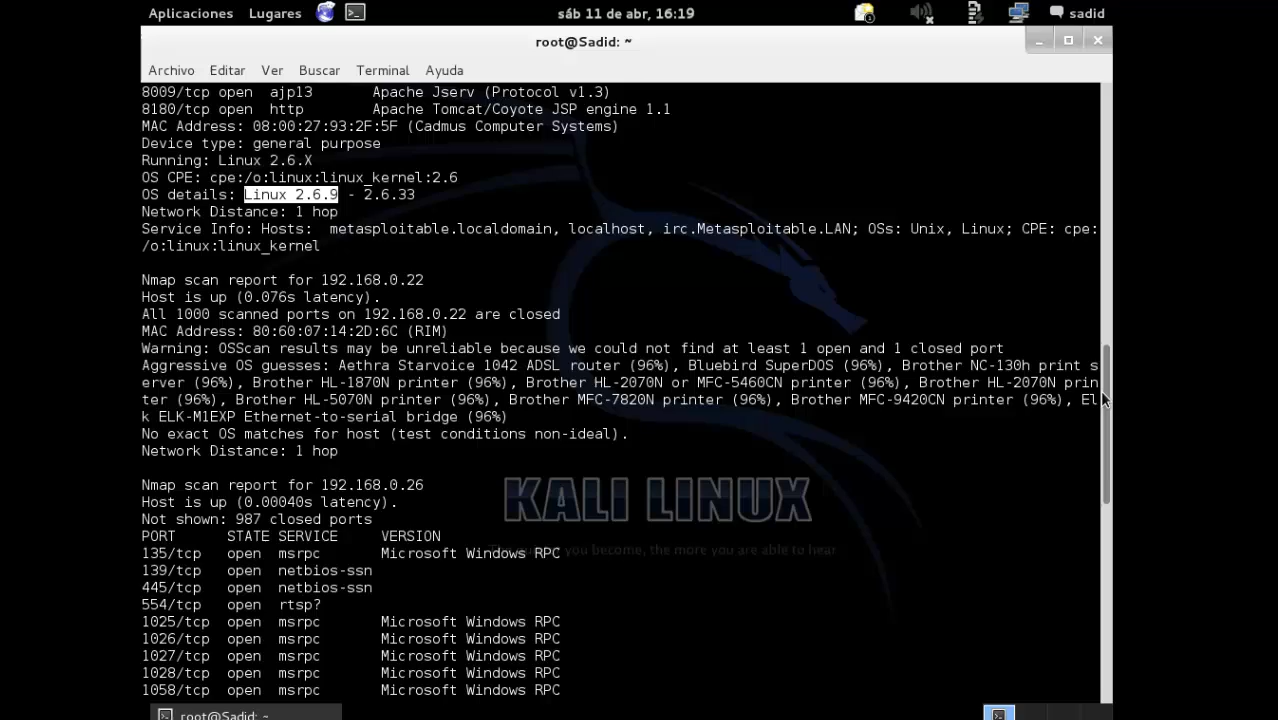 Aplicaciones Lugares sáb 11 de abr, 16:19 1 sadid
root@Sadid: ~
Archivo Editar Ver Buscar Terminal Ayuda
8009/tcp open  ajp13       Apache Jserv (Protocol v1.3)
8180/tcp open  http        Apache Tomcat/Coyote JSP engine 1.1
MAC Address: 08:00:27:93:2F:5F (Cadmus Computer Systems)
Device type: general purpose
Running: Linux 2.6.X
OS CPE: cpe:/o:linux:linux_kernel:2.6
OS details: Linux 2.6.9 - 2.6.33
Network Distance: 1 hop
Service Info: Hosts:  metasploitable.localdomain, localhost, irc.Metasploitable.LAN; OSs: Unix, Linux; CPE: cpe:
/o:linux:linux_kernel
Nmap scan report for 192.168.0.22
Host is up (0.076s latency).
All 1000 scanned ports on 192.168.0.22 are closed
MAC Address: 80:60:07:14:2D:6C (RIM)
Warning: OSScan results may be unreliable because we could not find at least 1 open and 1 closed port
Aggressive OS guesses: Aethra Starvoice 1042 ADSL router (96%), Bluebird SuperDOS (96%), Brother NC-130h print s
erver (96%), Brother HL-1870N printer (96%), Brother HL-2070N or MFC-5460CN printer (96%), Brother HL-2070N prin
ter (96%), Brother HL-5070N printer (96%), Brother MFC-7820N printer (96%), Brother MFC-9420CN printer (96%), El
k ELK-M1EXP Ethernet-to-serial bridge (96%)
No exact OS matches for host (test conditions non-ideal).
Network Distance: 1 hop
Nmap scan report for 192.168.0.26
Host is up (0.00040s latency).
Not shown: 987 closed ports
PORT      STATE SERVICE     VERSION
135/tcp   open  msrpc       Microsoft Windows RPC
139/tcp   open  netbios-ssn
445/tcp   open  netbios-ssn
554/tcp   open  rtsp?
1025/tcp  open  msrpc       Microsoft Windows RPC
1026/tcp  open  msrpc       Microsoft Windows RPC
1027/tcp  open  msrpc       Microsoft Windows RPC
1028/tcp  open  msrpc       Microsoft Windows RPC
1058/tcp  open  msrpc       Microsoft Windows RPC
KALI LINUX
you become, the more you are able to hear
root@Sadid: ~